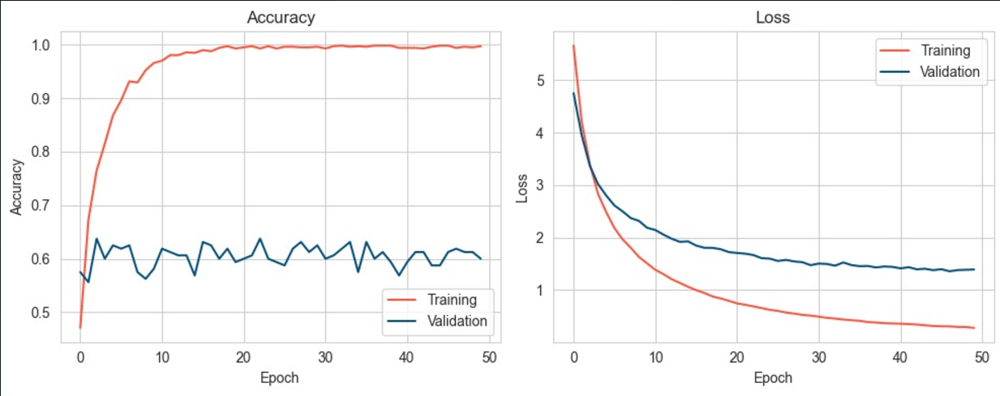 Accuracy
1.0
0.9
0.8
0.7
0.6
0.5
Accuracy
Training
Validation
0 10 20 30 40 50
Epoch
Loss
5
4
3
2
1
Loss
Training
Validation
0 10 20 30 40 50
Epoch